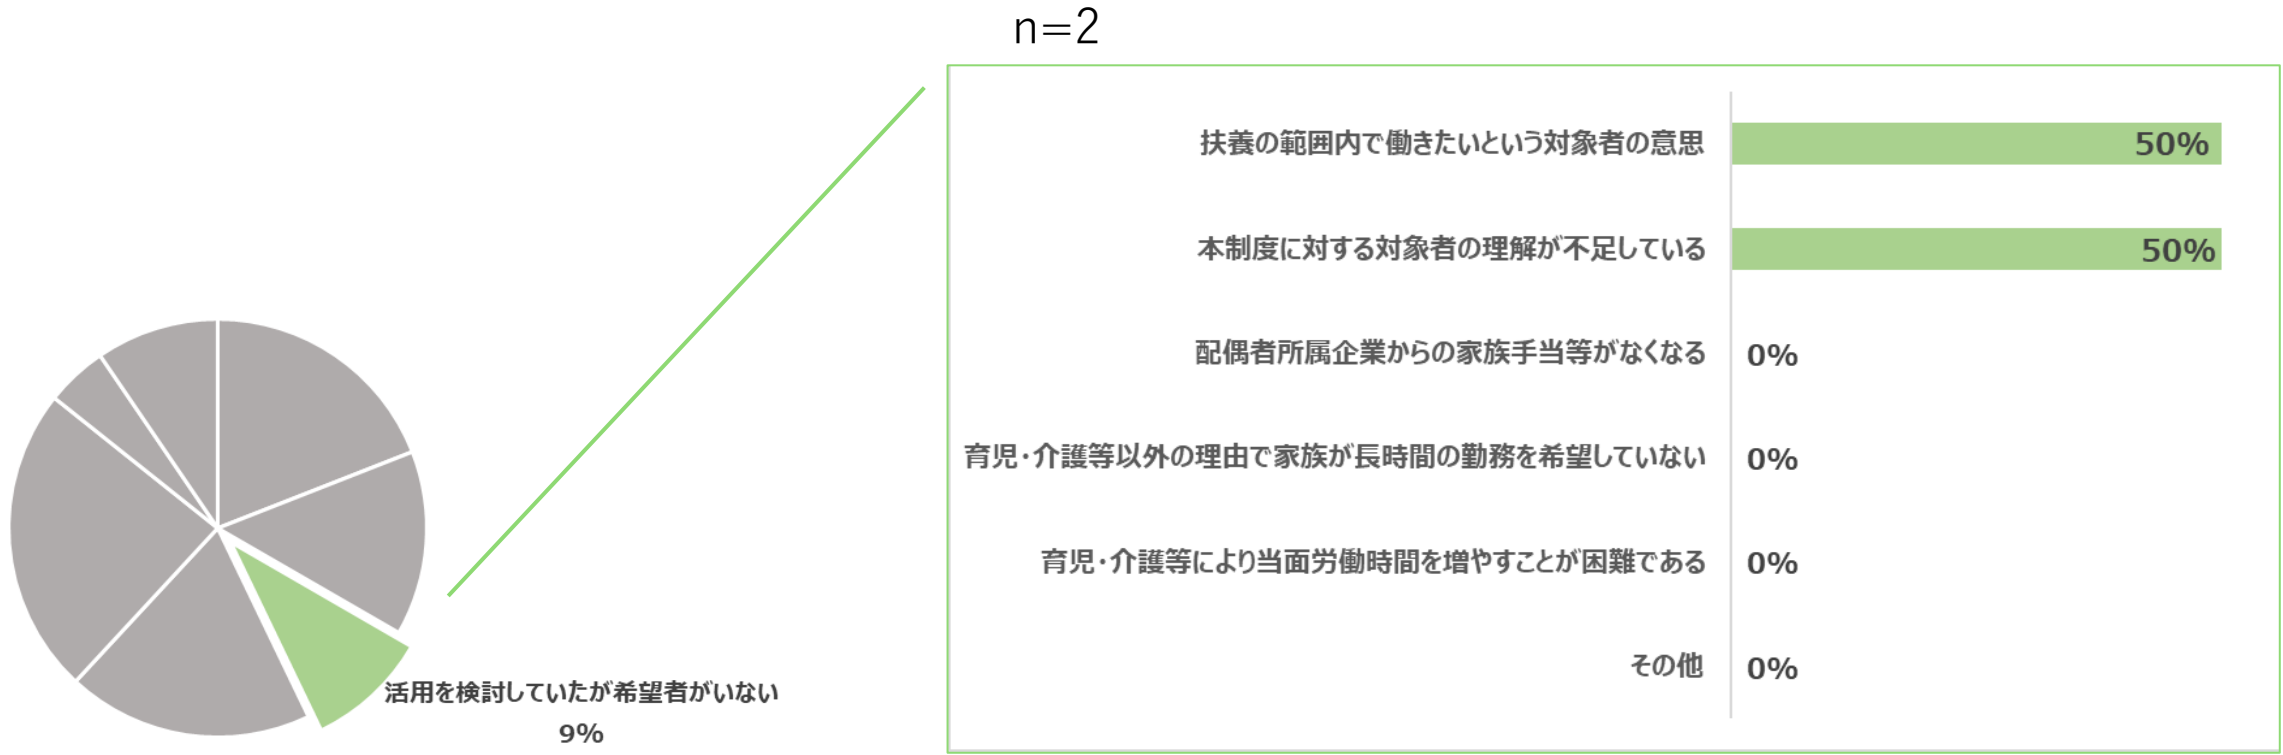 n=2
扶養の範囲内で働きたいという対象者の意思
50%
本制度に対する対象者の理解が不足している
50%
配偶者所属企業からの家族手当等がなくなる
0%
育児・介護等以外の理由で家族が長時間の勤務を希望していない
0%
育児・介護等により当面労働時間を増やすことが困難である
0%
その他
0%
活用を検討していたが希望者がいない
9%